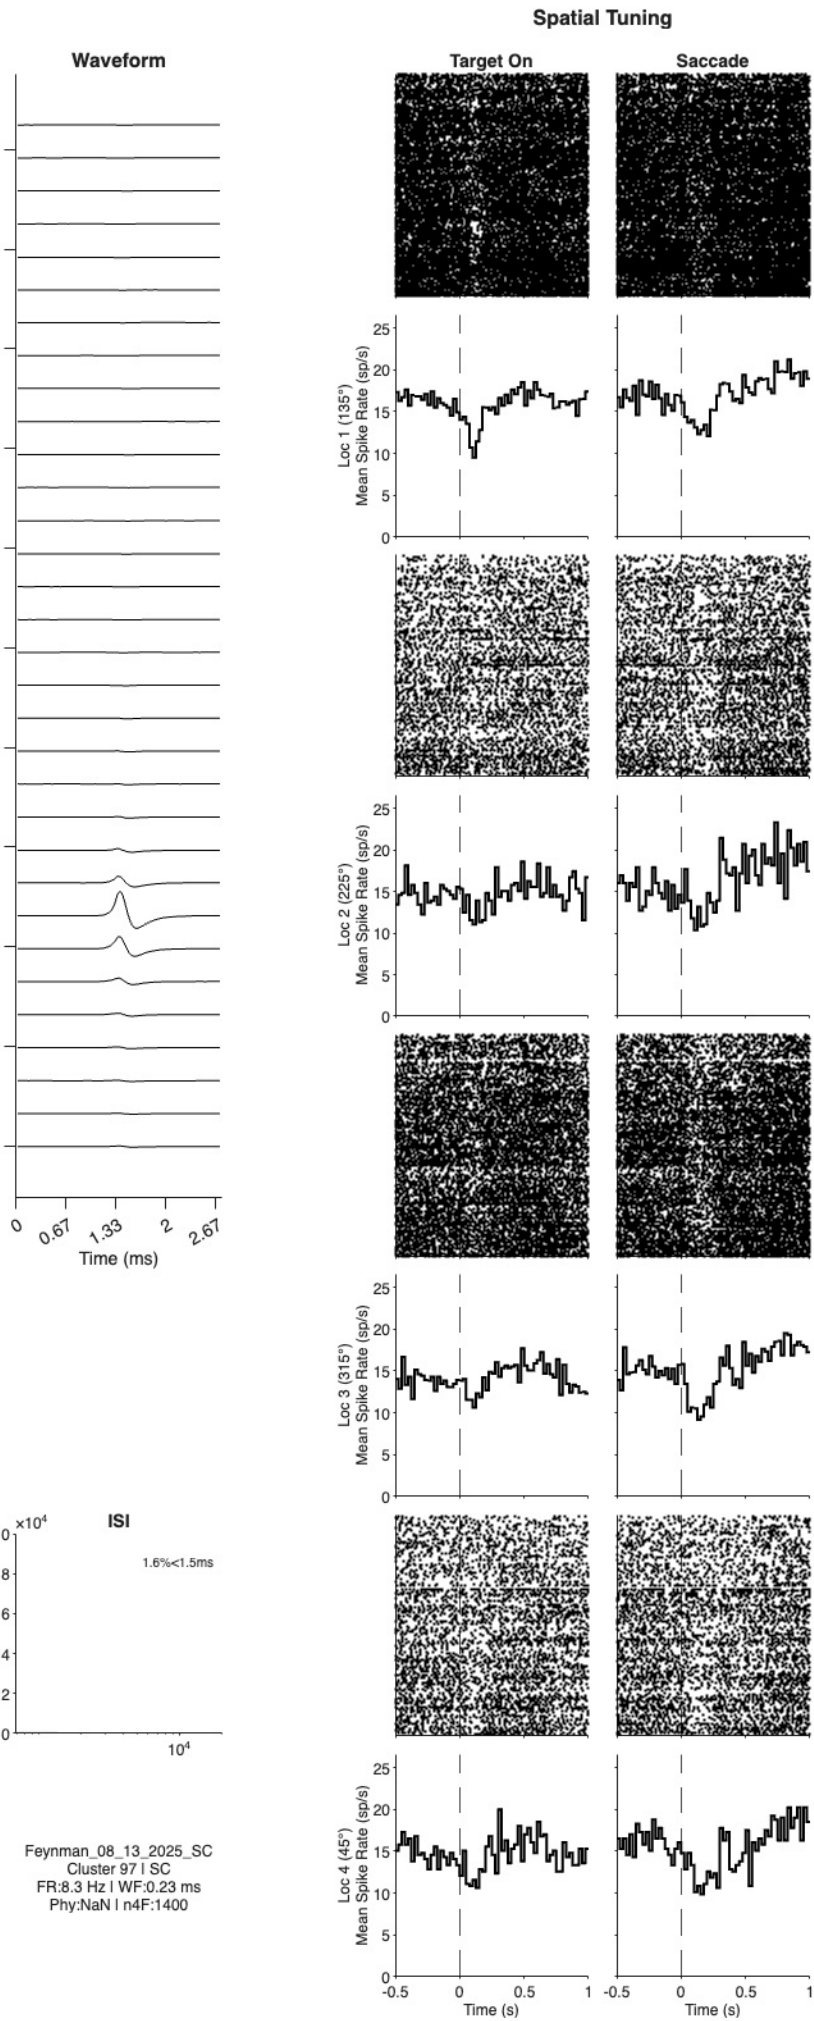 Spatial Tuning
Waveform
Target On
Saccade
25
20
15
10
5
0
Loc 1 (135°)
Mean Spike Rate (sp/s)
25
20
15
10
5
0
Loc 2 (225°)
Mean Spike Rate (sp/s)
0
0.67
1.33
2
2.67
Time (ms)
25
20
15
10
5
0
Loc 3 (315°)
Mean Spike Rate (sp/s)
×10⁴
ISI
1.6%<1.5ms
0
8
6
4
2
0
10⁴
25
20
15
10
5
0
Loc 4 (45°)
Mean Spike Rate (sp/s)
Feynman_08_13_2025_SC
Cluster 97 | SC
FR:8.3 Hz | WF:0.23 ms
Phy:NaN | n4F:1400
-0.5 0 0.5 1
Time (s)
-0.5 0 0.5 1
Time (s)